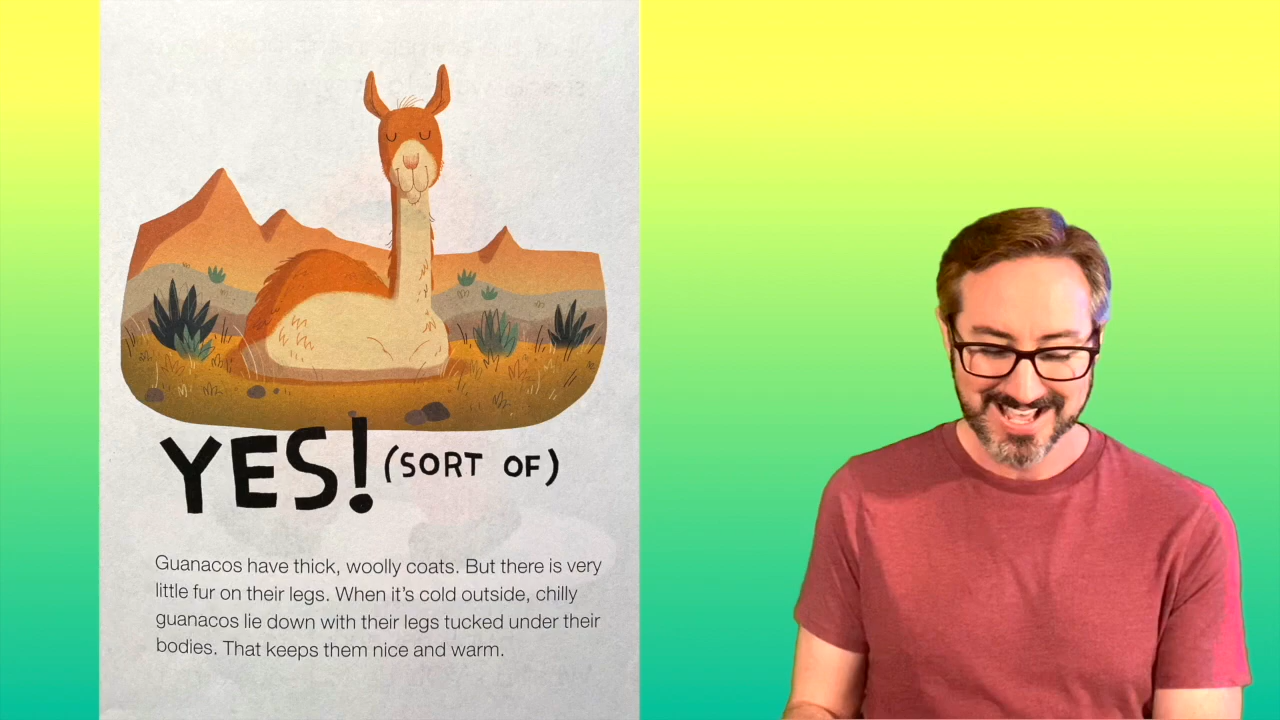 YES! (SORT OF)
Guanacos have thick, woolly coats. But there is very
little fur on their legs. When it's cold outside, chilly
guanacos lie down with their legs tucked under their
bodies. That keeps them nice and warm.